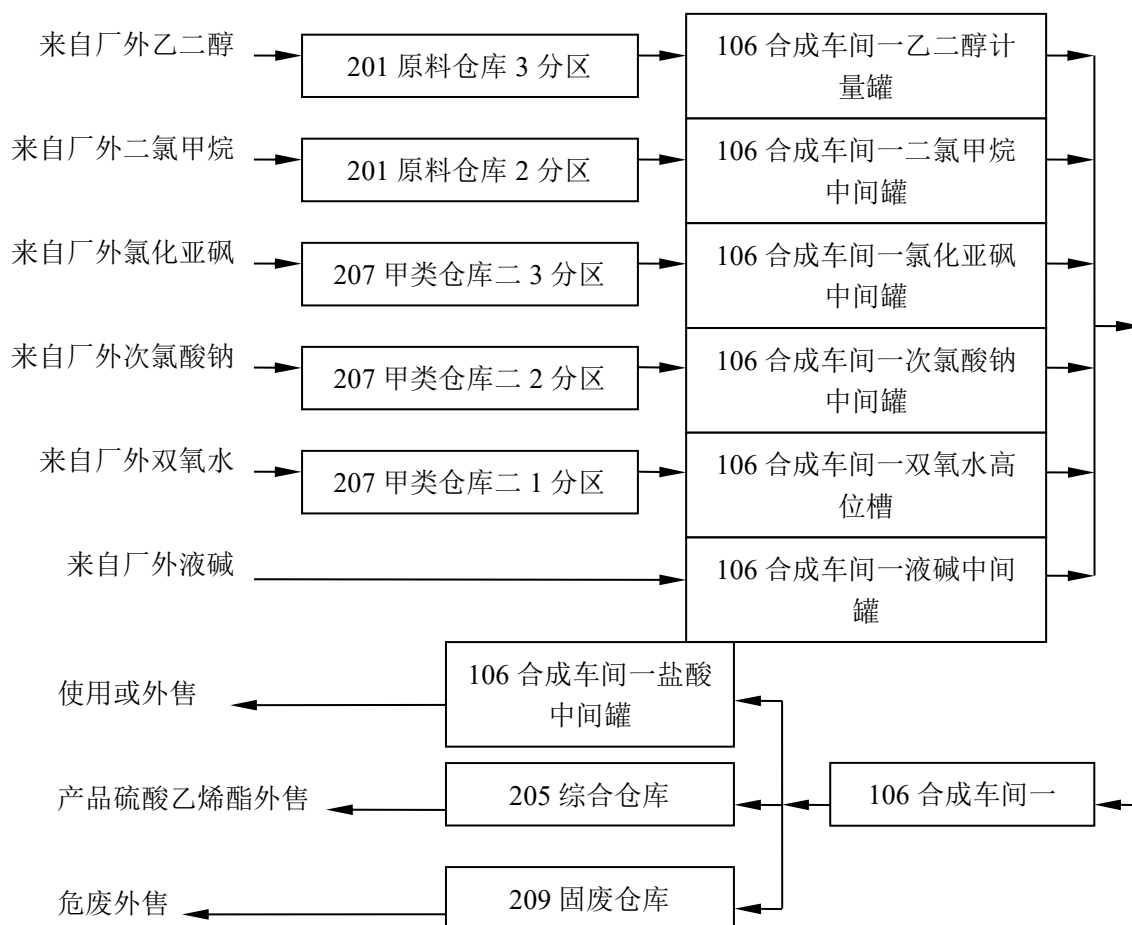 来自厂外乙二醇
201 原料仓库 3 分区
106 合成车间一乙二醇计
量罐
来自厂外二氯甲烷
201 原料仓库 2 分区
106 合成车间一二氯甲烷
中间罐
来自厂外氯化亚砜
207 甲类仓库二 3 分区
106 合成车间一氯化亚砜
中间罐
来自厂外次氯酸钠
207 甲类仓库二 2 分区
106 合成车间一次氯酸钠
中间罐
来自厂外双氧水
207 甲类仓库二 1 分区
106 合成车间一双氧水高
位槽
来自厂外液碱
106 合成车间一液碱中间
罐
使用或外售
106 合成车间一盐酸
中间罐
产品硫酸乙烯酯外售
205 综合仓库
106 合成车间一
危废外售
209 固废仓库